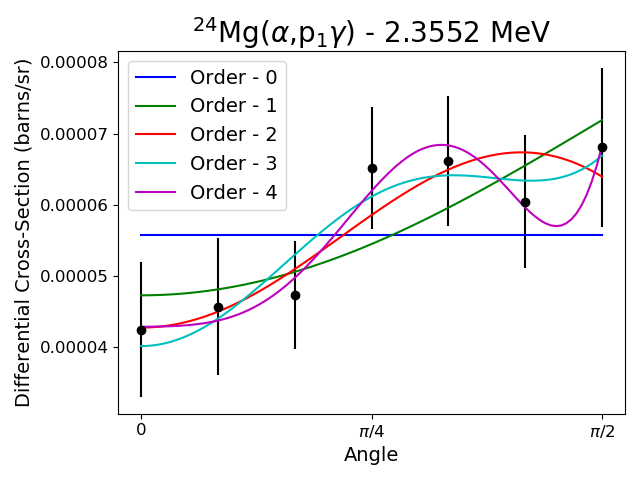 ²⁴Mg(α,p₁γ) - 2.3552 MeV
Differential Cross-Section (barns/sr)
0.00008
0.00007
0.00006
0.00005
0.00004
Order - 0
Order - 1
Order - 2
Order - 3
Order - 4
0
π/4
π/2
Angle